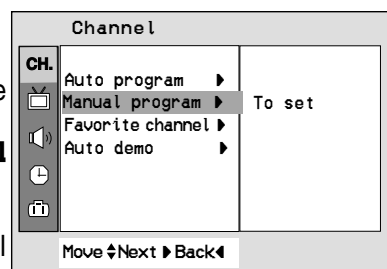 Channel
CH.
Auto program ▶
Manual program ▶ To set
Favorite channel ▶
Auto demo ▶
Move ▲▼ Next ▶ Back ◀